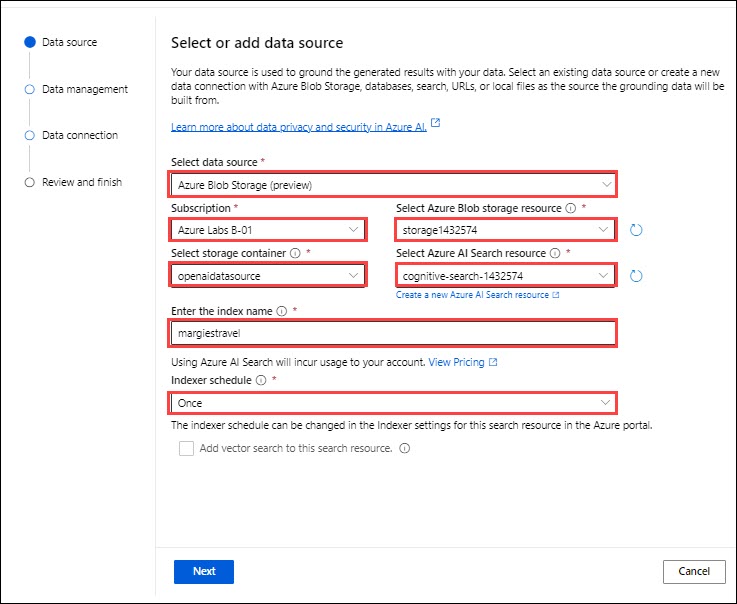 Data source
Data management
Data connection
Review and finish
Select or add data source
Your data source is used to ground the generated results with your data. Select an existing data source or create a new
data connection with Azure Blob Storage, databases, search, URLs, or local files as the source the grounding data will be
built from.
Learn more about data privacy and security in Azure AI.
Select data source *
Azure Blob Storage (preview)
Subscription * Select Azure Blob storage resource *
Azure Labs B-01 storage1432574
Select storage container * Select Azure AI Search resource *
openaidatasource cognitive-search-1432574
Create a new Azure AI Search resource
Enter the index name *
margiestravel
Using Azure AI Search will incur usage to your account. View Pricing
Indexer schedule *
Once
The indexer schedule can be changed in the Indexer settings for this search resource in the Azure portal.
Add vector search to this search resource.
Next Cancel